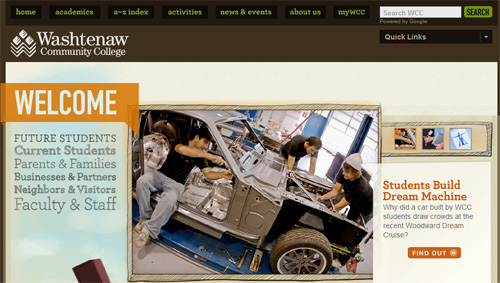 home
academics
a–z index
activities
news & events
about us
myWCC
Search WCC
SEARCH
Powered by Google
Washtenaw
Community College
Quick Links
WELCOME
FUTURE STUDENTS
Current Students
Parents & Families
Businesses & Partners
Neighbors & Visitors
Faculty & Staff
Students Build
Dream Machine
Why did a car built by WCC
students draw crowds at the
recent Woodward Dream
Cruise?
FIND OUT